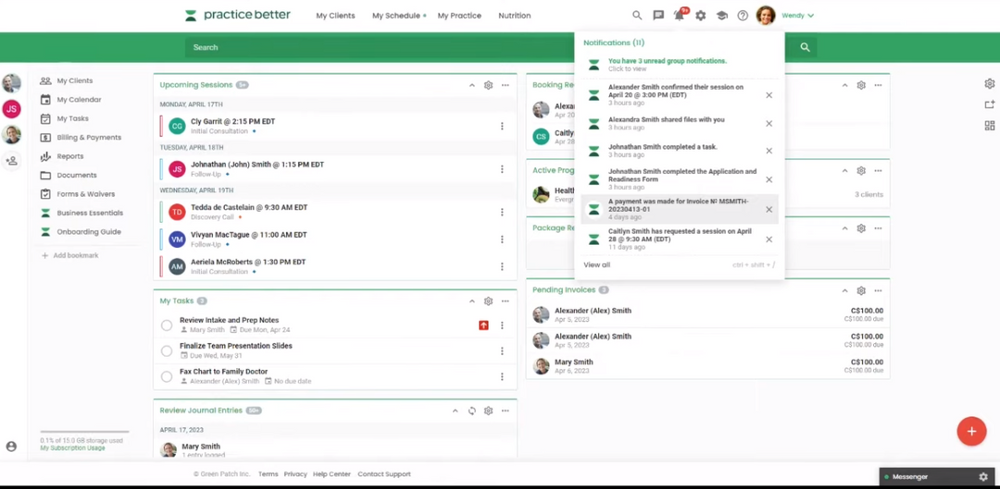 practice better
My Clients
My Schedule
My Practice
Nutrition
9+
Wendy
Search
JS
My Clients
My Calendar
My Tasks
Billing & Payments
Reports
Documents
Forms & Waivers
Business Essentials
Onboarding Guide
Add bookmark
0.1% of 15.0 GB storage used
My Subscription Usage
Upcoming Sessions
MONDAY, APRIL 17TH
CG
Cly Garrit @ 2:15 PM EDT
Initial Consultation
TUESDAY, APRIL 18TH
JS
Johnathan (John) Smith @ 1:15 PM EDT
Follow-Up
WEDNESDAY, APRIL 19TH
TD
Tedda de Castelain @ 9:30 AM EDT
Discovery Call
VM
Vivyan MacTague @ 11:00 AM EDT
Follow-Up
AM
Aeriela McRoberts @ 1:30 PM EDT
Initial Consultation
My Tasks 3
Review Intake and Prep Notes
Mary Smith Due Mon, Apr 24
Finalize Team Presentation Slides
Due Wed, May 31
Fax Chart to Family Doctor
Alexander (Alex) Smith No due date
Review Journal Entries
APRIL 17, 2023
Mary Smith
1 entry logged
Booking Re
Alexa
Apr 20
CS
Caitly
Apr 28
Active Prog
Health
Evergr
3 clients
Package Re
Pending Invoices 3
Alexander (Alex) Smith
Apr 5, 2023
C$100.00
C$100.00 due
Alexander (Alex) Smith
Apr 5, 2023
C$100.00
C$100.00 due
Mary Smith
Apr 6, 2023
C$100.00
C$100.00 due
Notifications (11)
You have 3 unread group notifications.
Click to view
Alexander Smith confirmed their session on
April 20 @ 3:00 PM (EDT)
3 hours ago
Alexandra Smith shared files with you
3 hours ago
Johnathan Smith completed a task.
3 hours ago
Johnathan Smith completed the Application and
Readiness Form
3 hours ago
A payment was made for Invoice № MSMITH-
20230413-01
4 days ago
Caitlyn Smith has requested a session on April
28 @ 9:30 AM (EDT)
11 days ago
View all
ctrl + shift + /
© Green Patch Inc.
Terms
Privacy
Help Center
Contact Support
Messenger